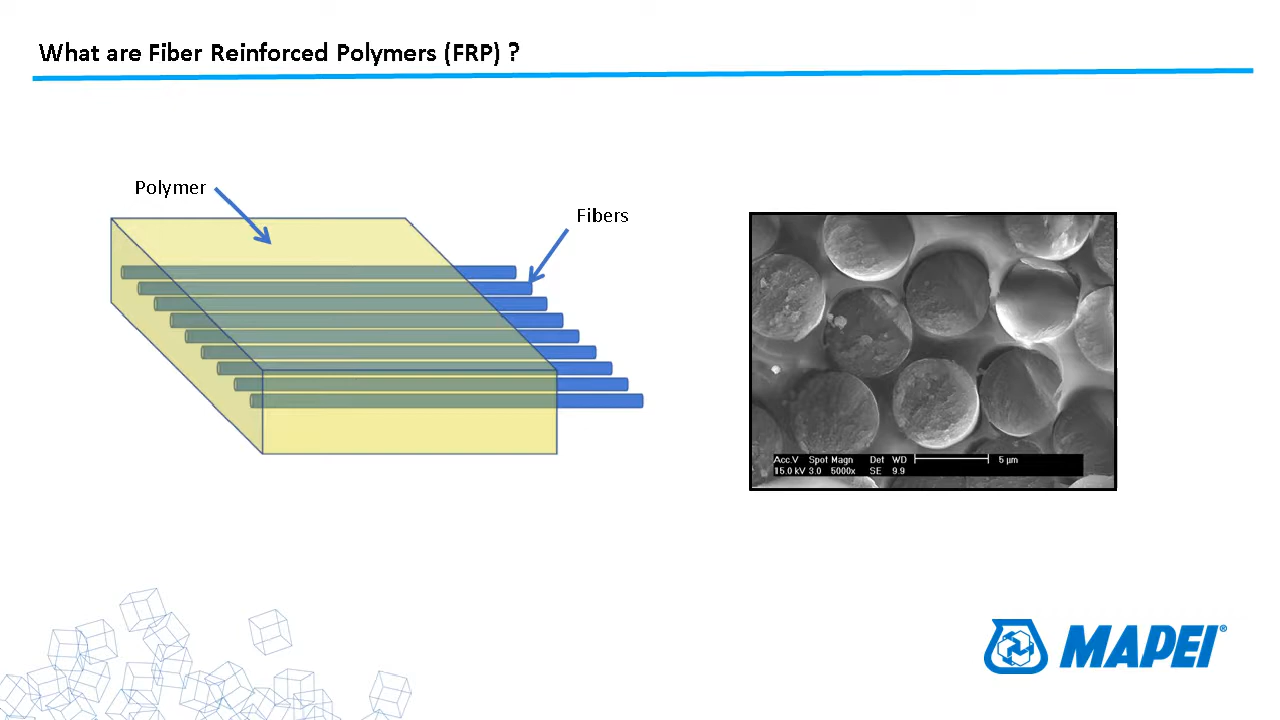 What are Fiber Reinforced Polymers (FRP) ?
Polymer
Fibers
Acc.V Spot Magn Det WD 5 µm
15.0 kV 3.0 5000x SE 9.9
MAPEI®